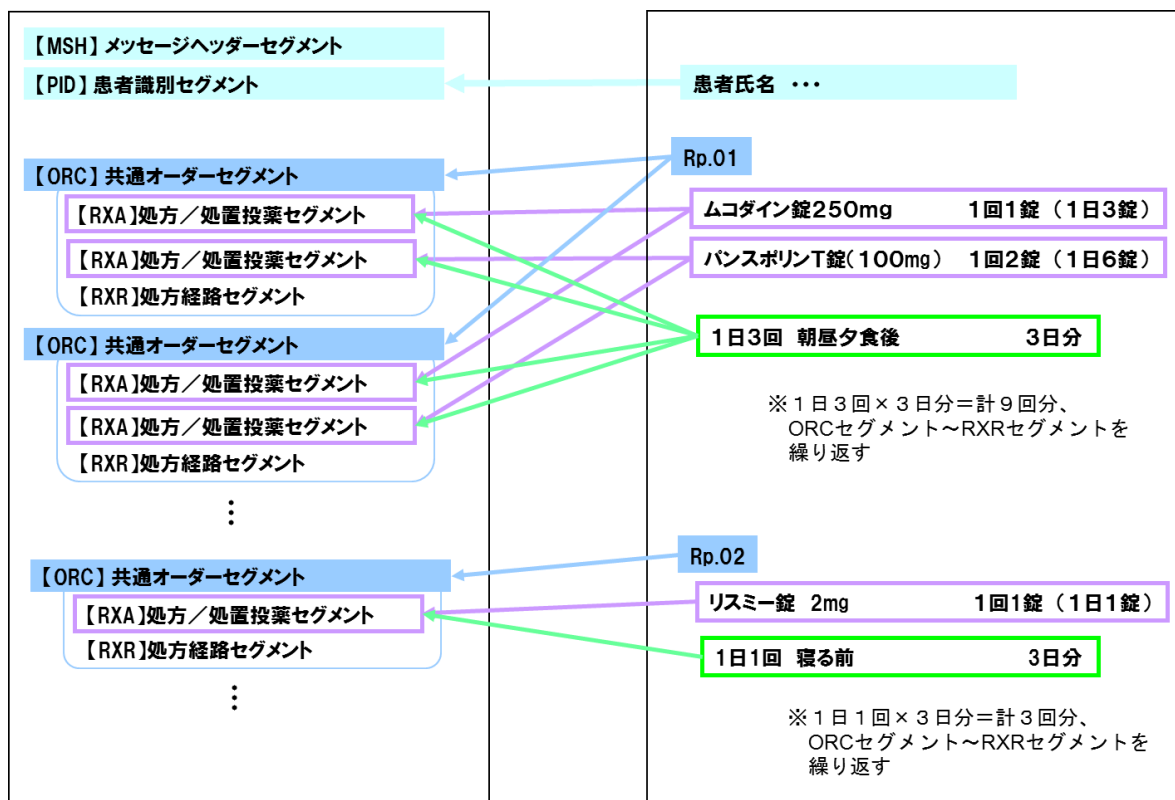 【MSH】メッセージヘッダーセグメント
【PID】患者識別セグメント
【ORC】共通オーダーセグメント
【RXA】処方／処置投薬セグメント
【RXA】処方／処置投薬セグメント
【RXR】処方経路セグメント
【ORC】共通オーダーセグメント
【RXA】処方／処置投薬セグメント
【RXA】処方／処置投薬セグメント
【RXR】処方経路セグメント
⋮
【ORC】共通オーダーセグメント
【RXA】処方／処置投薬セグメント
【RXR】処方経路セグメント
⋮
患者氏名 ・・・
Rp.01
ムコダイン錠250mg 1回1錠（1日3錠）
パンスポリンT錠（100mg） 1回2錠（1日6錠）
1日3回 朝昼夕食後 3日分
※１日３回×３日分＝計９回分、
ORCセグメント～RXRセグメントを
繰り返す
Rp.02
リスミー錠 2mg 1回1錠（1日1錠）
1日1回 寝る前 3日分
※１日１回×３日分＝計３回分、
ORCセグメント～RXRセグメントを
繰り返す